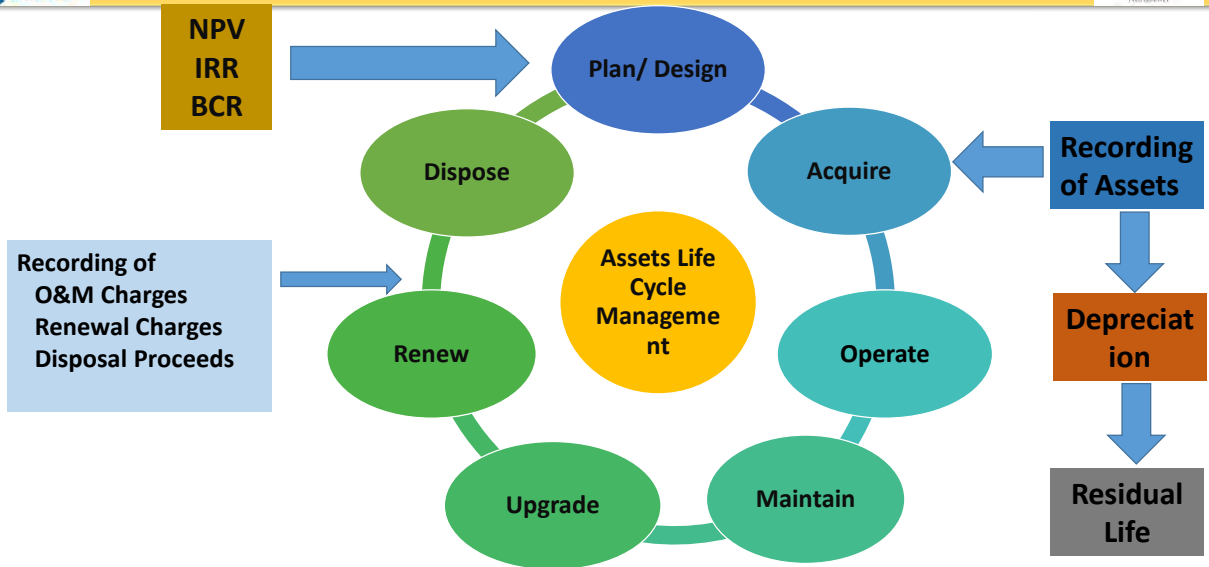 NPV
IRR
BCR
Plan/ Design
Dispose
Acquire
Recording
of Assets
Assets Life
Cycle
Manageme
nt
Recording of
O&M Charges
Renewal Charges
Disposal Proceeds
Renew
Operate
Depreciat
ion
Upgrade
Maintain
Residual
Life